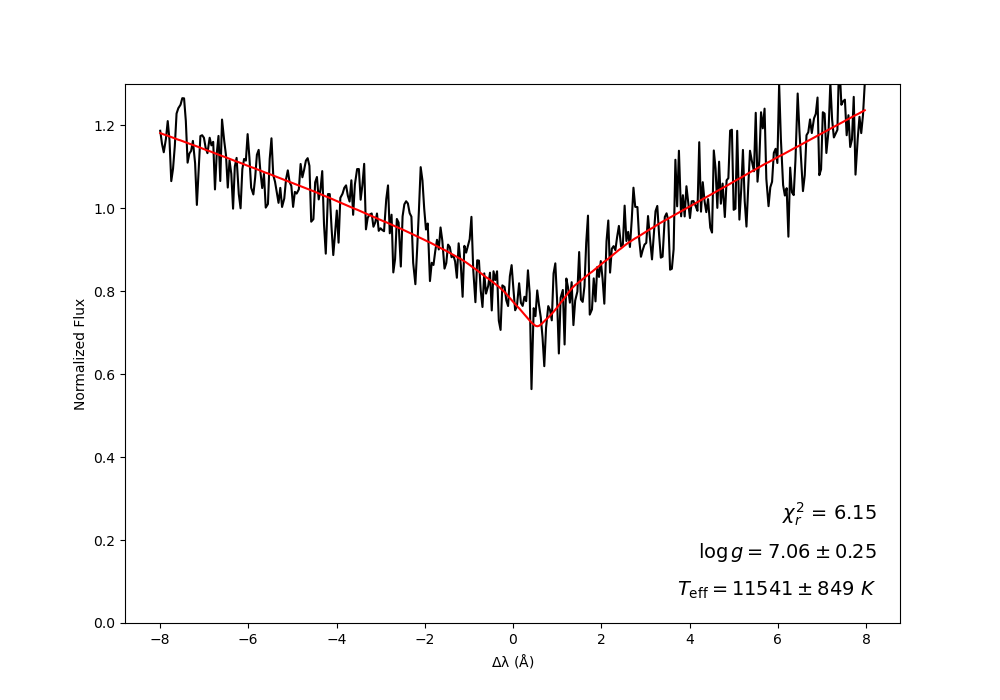 1.2
1.0
0.8
0.6
0.4
0.2
0.0
Normalized Flux
χ²ᵣ = 6.15
log g = 7.06 ± 0.25
T_eff = 11541 ± 849 K
−8 −6 −4 −2 0 2 4 6 8
Δλ (Å)